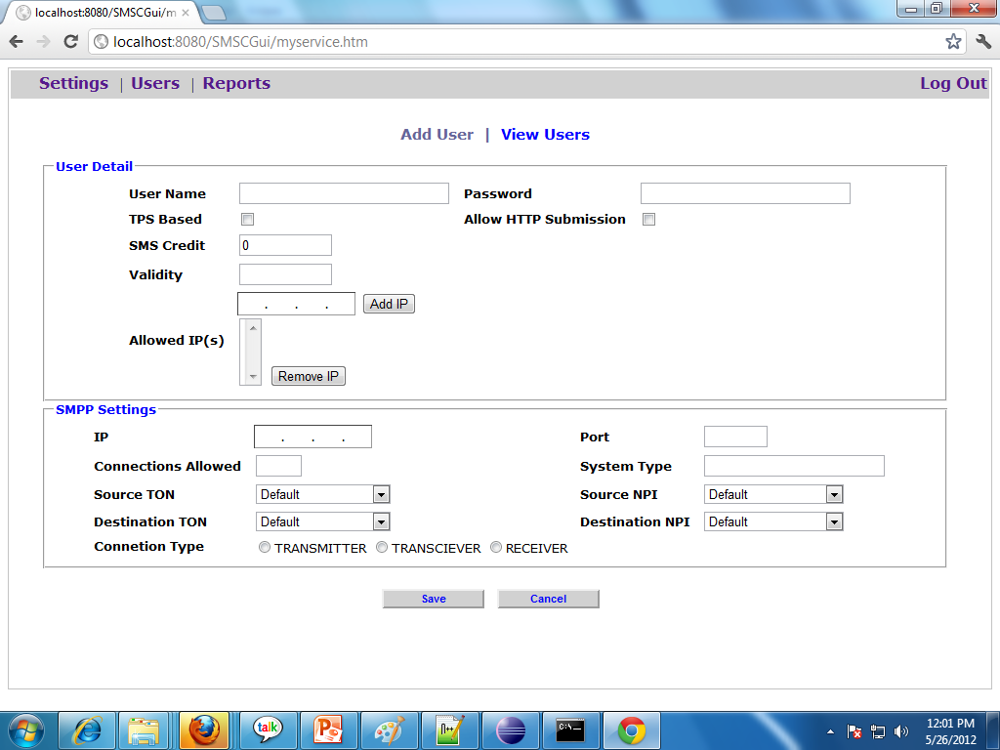 localhost:8080/SMSCGui/m
localhost:8080/SMSCGui/myservice.htm
Settings | Users | Reports Log Out
Add User | View Users
User Detail
User Name Password
TPS Based Allow HTTP Submission
SMS Credit 0
Validity
. . . Add IP
Allowed IP(s)
Remove IP
SMPP Settings
IP . . . Port
Connections Allowed System Type
Source TON Default Source NPI Default
Destination TON Default Destination NPI Default
Connetion Type TRANSMITTER TRANSCIEVER RECEIVER
Save Cancel
talk
12:01 PM
5/26/2012